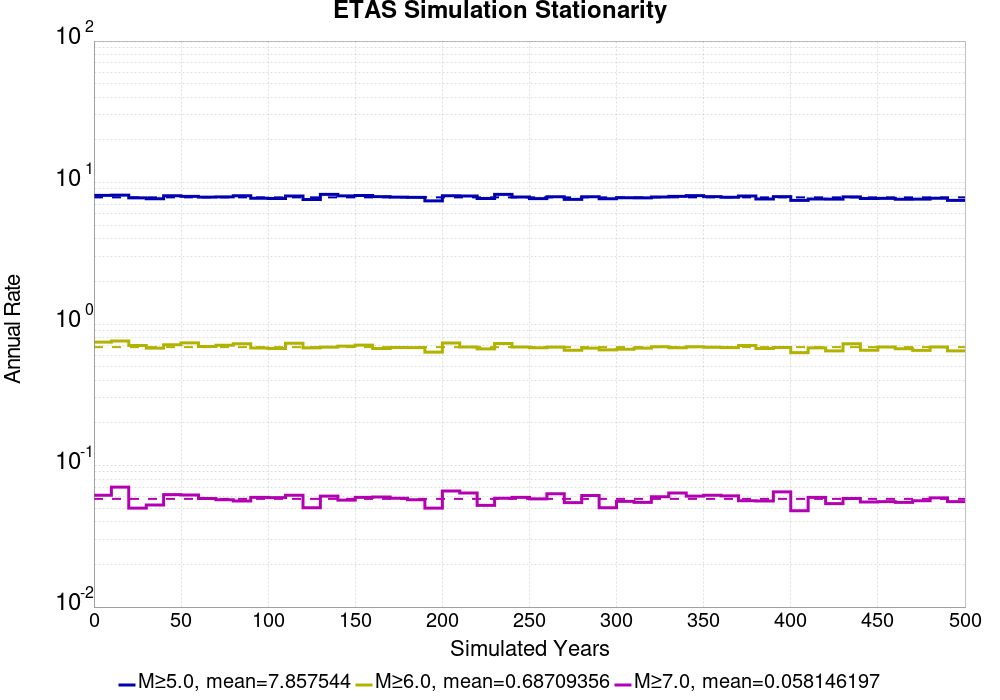 ETAS Simulation Stationarity
10^2
10^1
10^0
10^-1
10^-2
Annual Rate
0 50 100 150 200 250 300 350 400 450 500
Simulated Years
M≥5.0, mean=7.857544 M≥6.0, mean=0.68709356 M≥7.0, mean=0.058146197